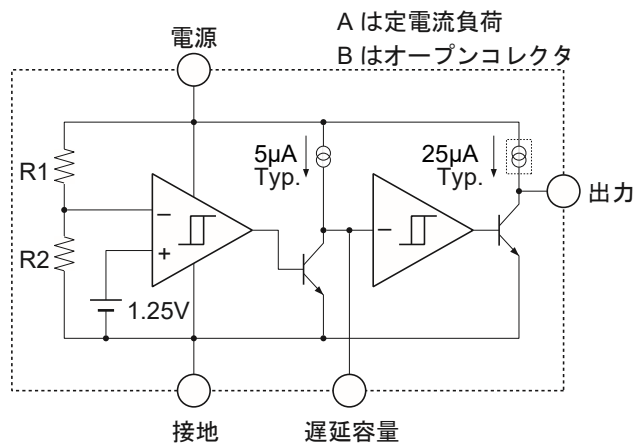 A は定電流負荷
B はオープンコレクタ
電源
5µA
Typ.
25µA
Typ.
R1
R2
−
+
−
1.25V
出力
接地
遅延容量